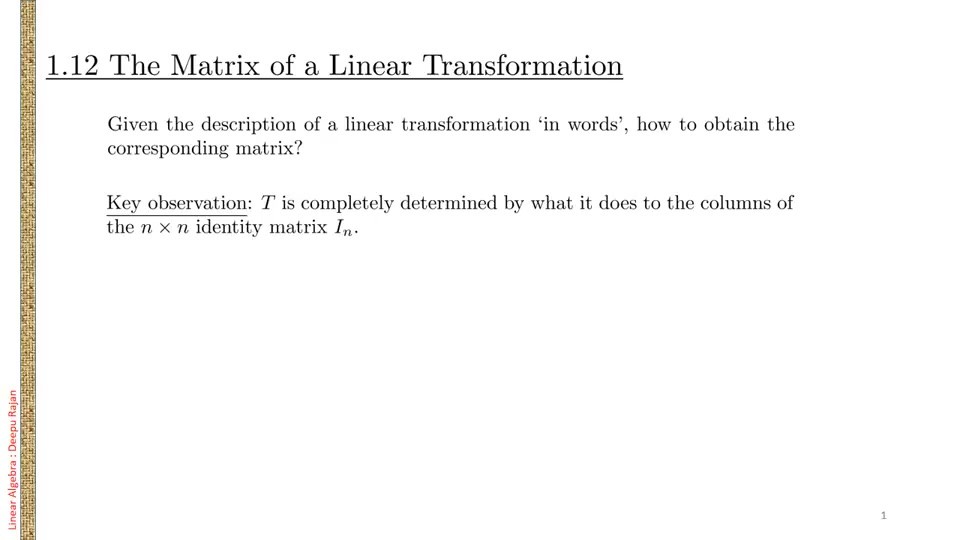 1.12 The Matrix of a Linear Transformation
Given the description of a linear transformation ‘in words’, how to obtain the
corresponding matrix?
Key observation: T is completely determined by what it does to the columns of
the n × n identity matrix Iₙ.
Linear Algebra : Deepu Rajan
1